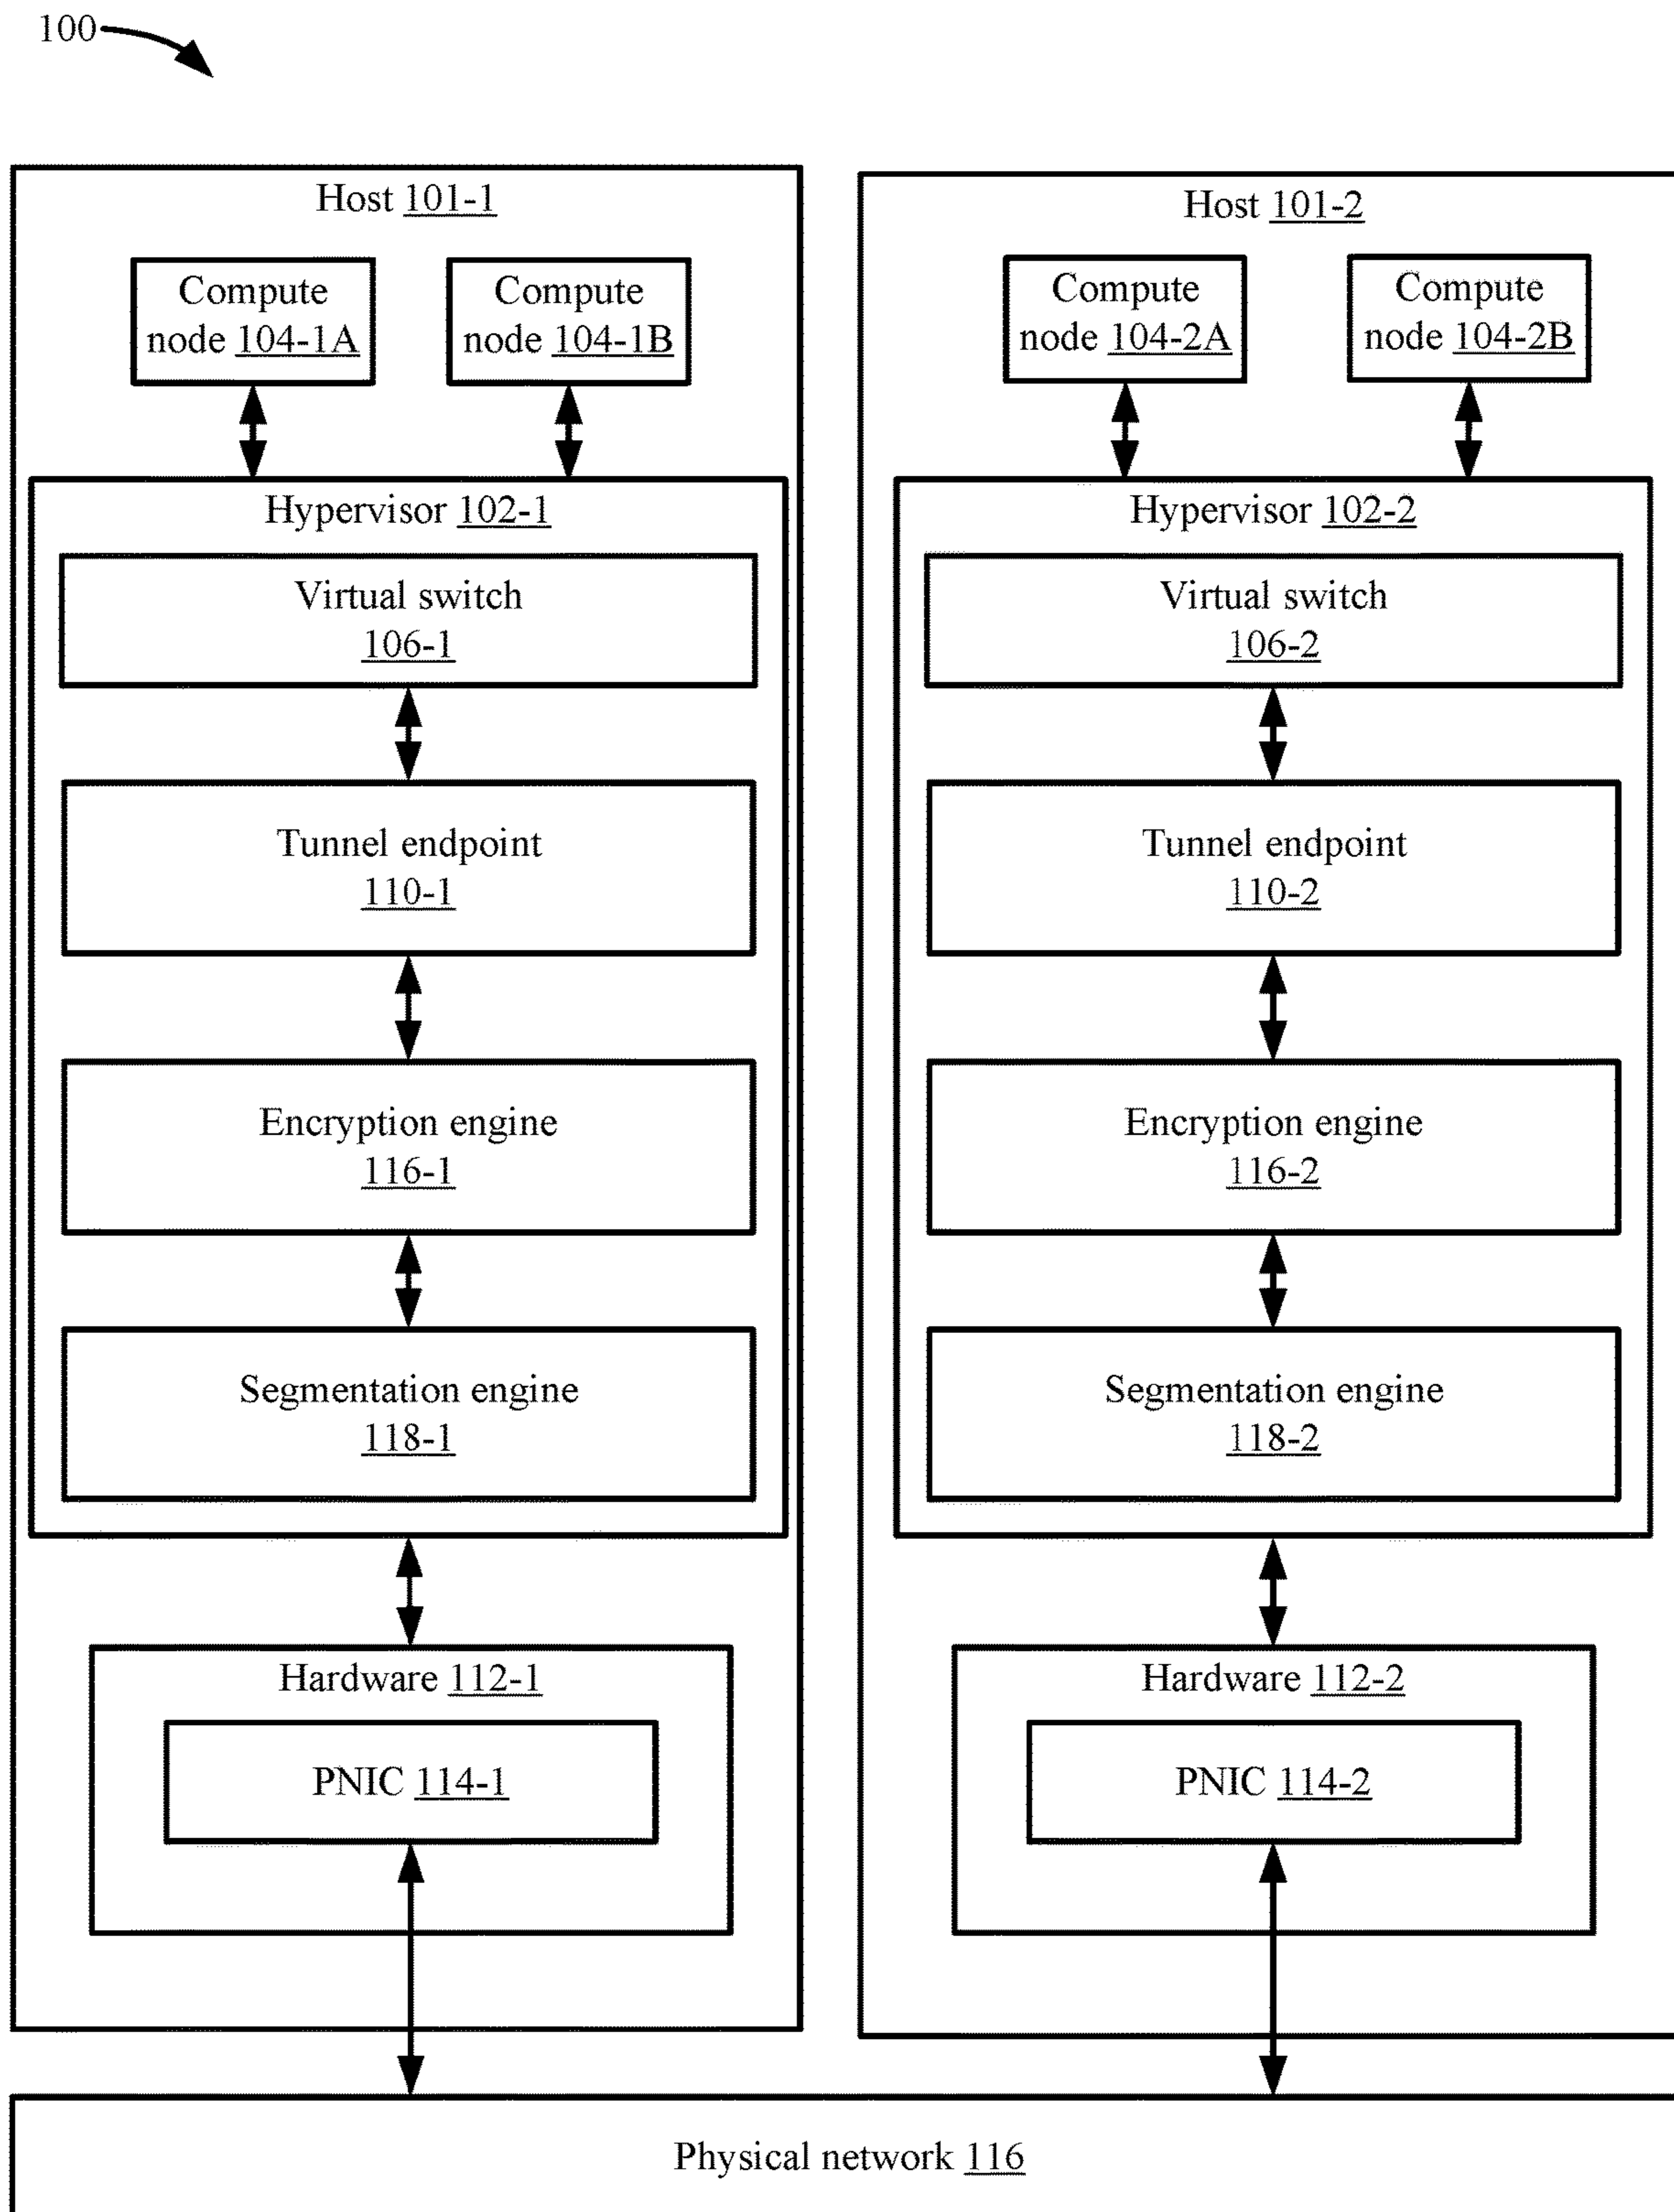 100
Host 101-1
Compute
node 104-1A
Compute
node 104-1B
Hypervisor 102-1
Virtual switch
106-1
Tunnel endpoint
110-1
Encryption engine
116-1
Segmentation engine
118-1
Hardware 112-1
PNIC 114-1
Host 101-2
Compute
node 104-2A
Compute
node 104-2B
Hypervisor 102-2
Virtual switch
106-2
Tunnel endpoint
110-2
Encryption engine
116-2
Segmentation engine
118-2
Hardware 112-2
PNIC 114-2
Physical network 116